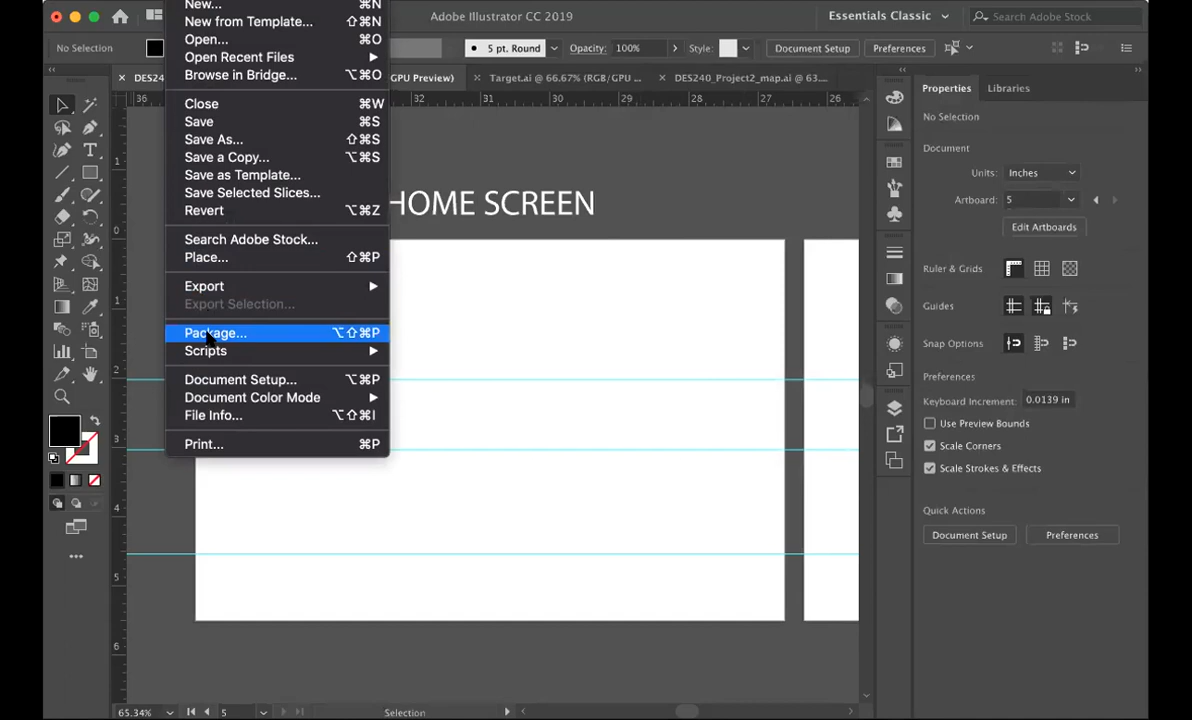 New... ⌘N
Adobe Illustrator CC 2019
Essentials Classic
Search Adobe Stock
New from Template... ⇧⌘N
Open... ⌘O
Open Recent Files
Browse in Bridge... ⌥⌘O
Close ⌘W
Save ⌘S
Save As... ⇧⌘S
Save a Copy... ⌥⌘S
Save as Template...
Save Selected Slices...
Revert ⌥⌘Z
Search Adobe Stock...
Place... ⇧⌘P
Export
Export Selection...
Package... ⌥⇧⌘P
Scripts
Document Setup... ⌥⌘P
Document Color Mode
File Info... ⌥⇧⌘I
Print... ⌘P
No Selection
5 pt. Round
Opacity: 100%
Style:
Document Setup
Preferences
DES24
GPU Preview)
Target.ai @ 66.67% (RGB/GPU ...
DES240_Project2_map.ai @ 63....
36 32 31 30 29 28 27 26
1
0
1
2
3
4
5
6
HOME SCREEN
Properties
Libraries
No Selection
Document
Units: Inches
Artboard: 5
Edit Artboards
Ruler & Grids
Guides
Snap Options
Preferences
Keyboard Increment: 0.0139 in
Use Preview Bounds
Scale Corners
Scale Strokes & Effects
Quick Actions
Document Setup
Preferences
65.34%
5
Selection